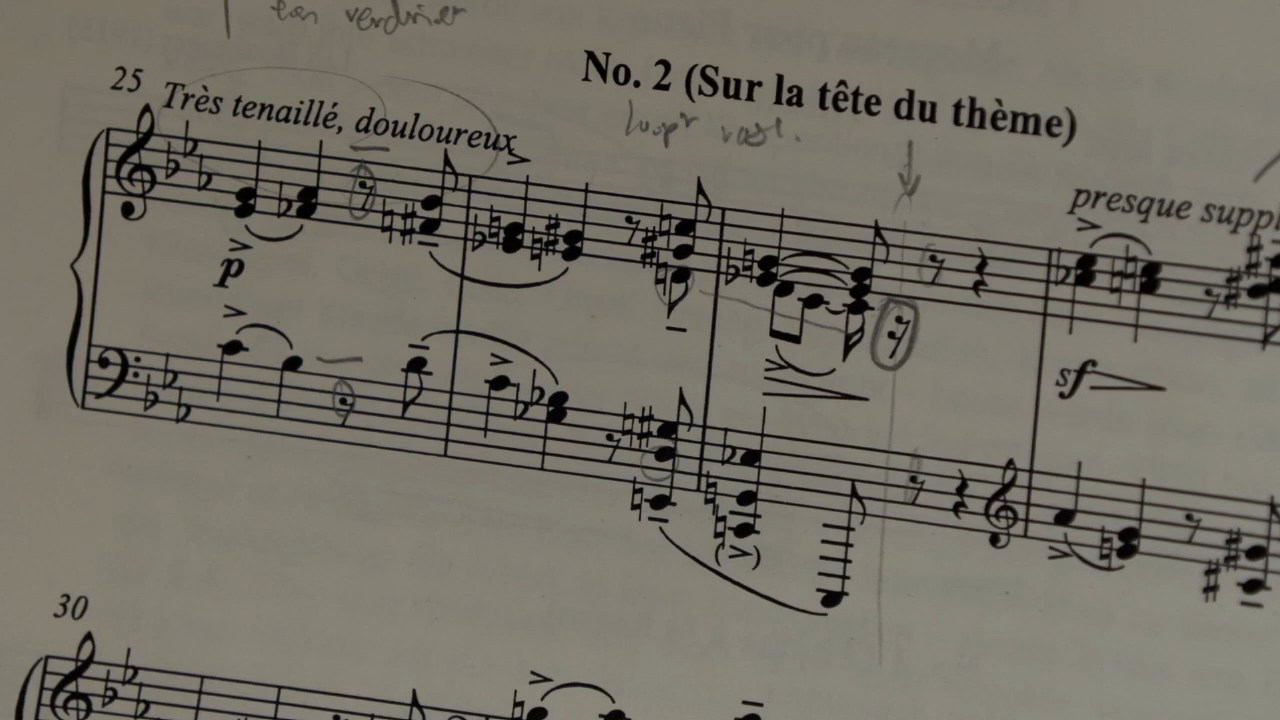 No. 2 (Sur la tête du thème)
25 Très tenaillé, douloureux
p
presque supp
sf
30